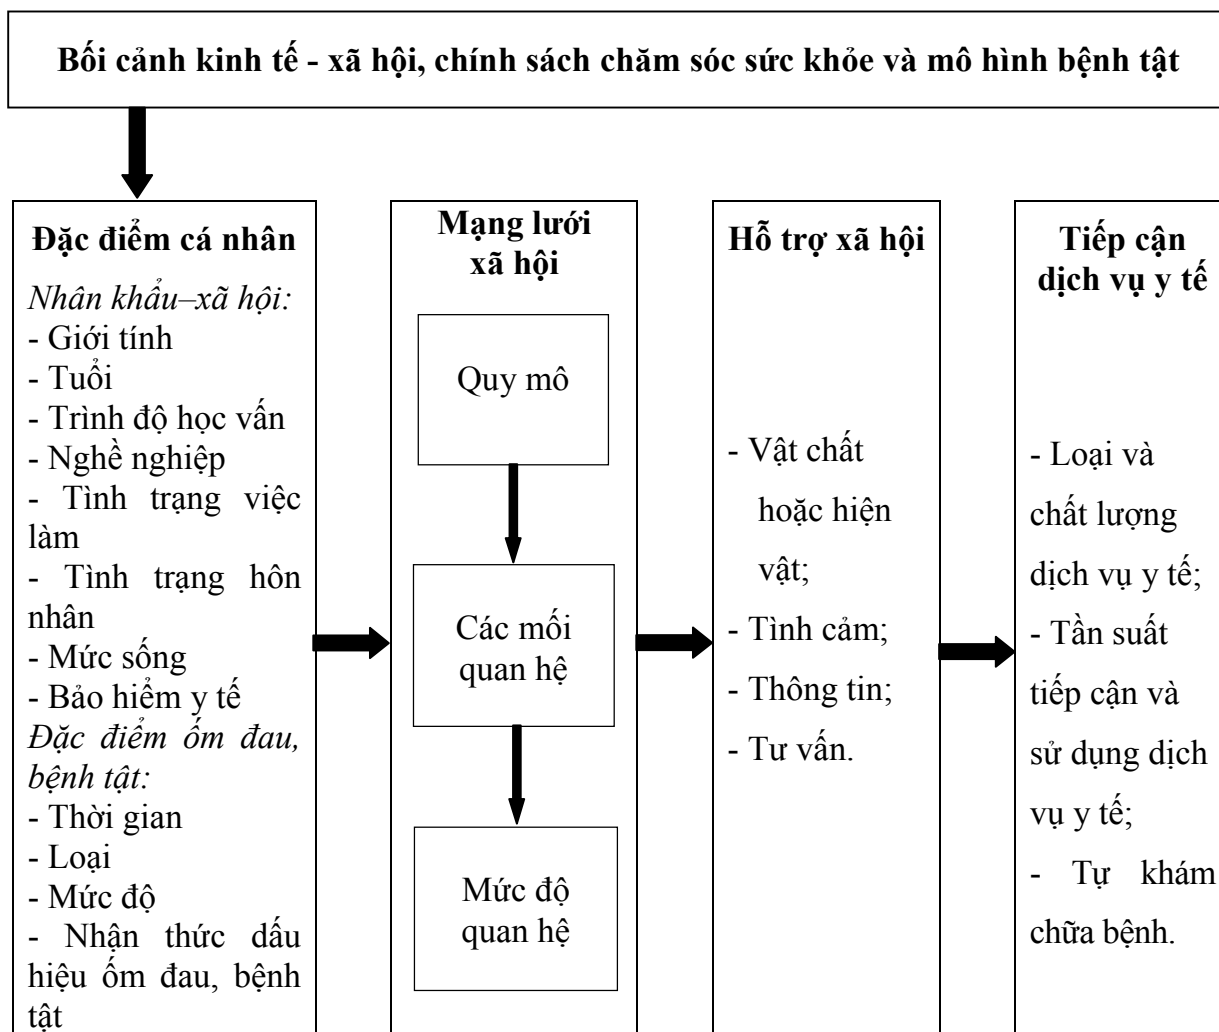 Bối cảnh kinh tế - xã hội, chính sách chăm sóc sức khỏe và mô hình bệnh tật
Đặc điểm cá nhân
Nhân khẩu–xã hội:
- Giới tính
- Tuổi
- Trình độ học vấn
- Nghề nghiệp
- Tình trạng việc
làm
- Tình trạng hôn
nhân
- Mức sống
- Bảo hiểm y tế
Đặc điểm ốm đau,
bệnh tật:
- Thời gian
- Loại
- Mức độ
- Nhận thức dấu
hiệu ốm đau, bệnh
tật
Mạng lưới
xã hội
Quy mô
Các mối
quan hệ
Mức độ
quan hệ
Hỗ trợ xã hội
- Vật chất
hoặc hiện
vật;
- Tình cảm;
- Thông tin;
- Tư vấn.
Tiếp cận
dịch vụ y tế
- Loại và
chất lượng
dịch vụ y tế;
- Tần suất
tiếp cận và
sử dụng dịch
vụ y tế;
- Tự khám
chữa bệnh.